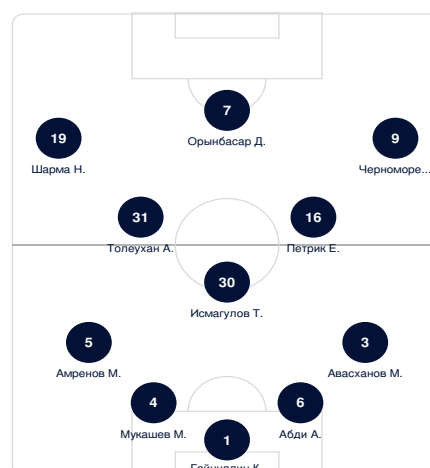 7
Орынбасар Д.
19
Шарма Н.
9
Черноморе...
31
Толеухан А.
16
Петрик Е.
30
Исмагулов Т.
5
Амренов М.
3
Авасханов М.
4
Мукашев М.
6
Абди А.
1